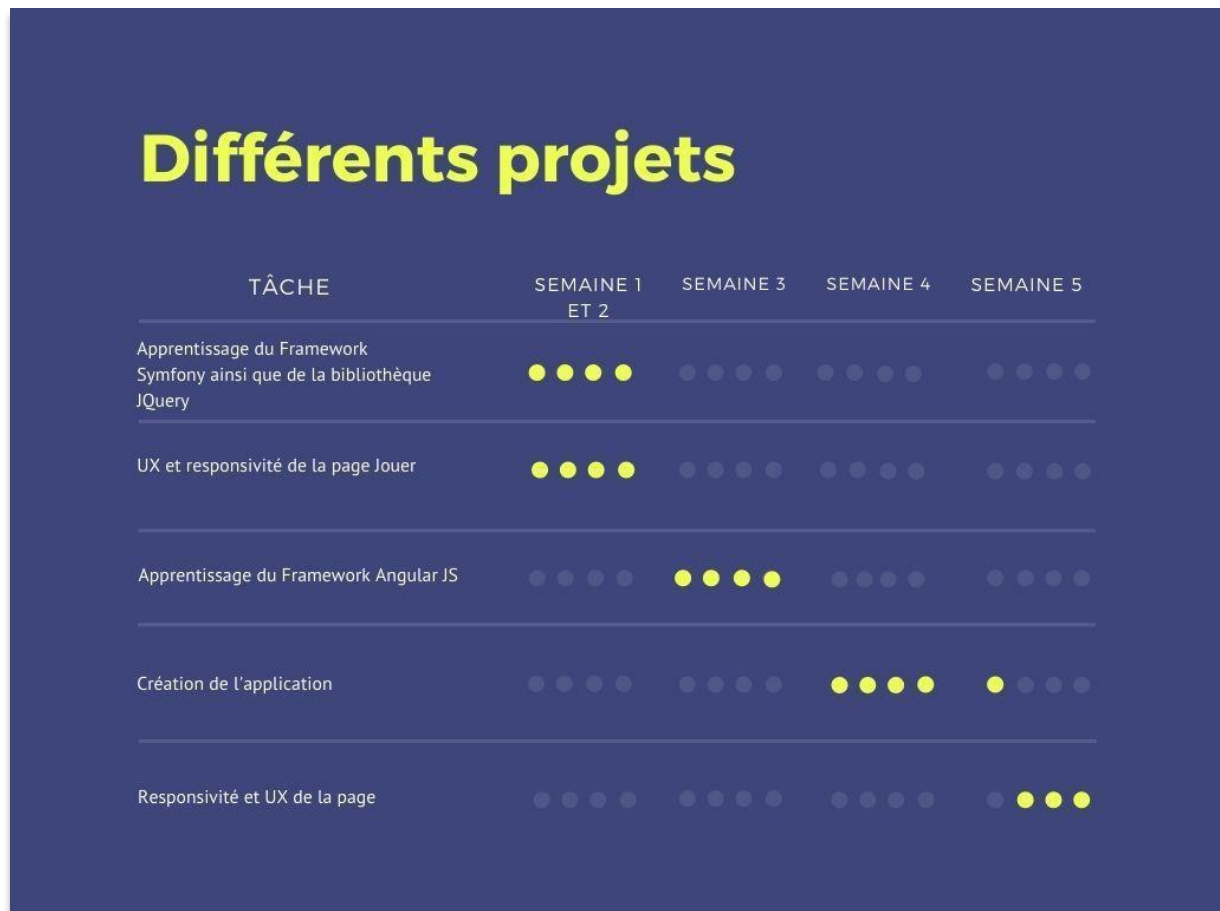 Différents projets
TÂCHE
SEMAINE 1
ET 2
SEMAINE 3
SEMAINE 4
SEMAINE 5
Apprentissage du Framework
Symfony ainsi que de la bibliothèque
JQuery
UX et responsivité de la page Jouer
Apprentissage du Framework Angular JS
Création de l'application
Responsivité et UX de la page